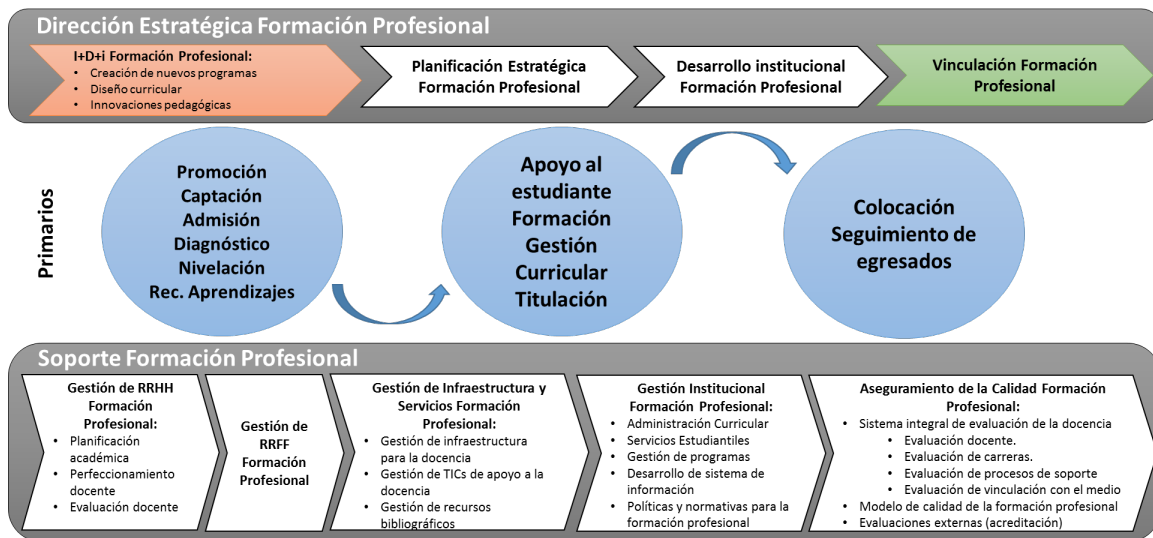 Dirección Estratégica Formación Profesional
I+D+i Formación Profesional:
• Creación de nuevos programas
• Diseño curricular
• Innovaciones pedagógicas
Planificación Estratégica
Formación Profesional
Desarrollo institucional
Formación Profesional
Vinculación Formación
Profesional
Primarios
Promoción
Captación
Admisión
Diagnóstico
Nivelación
Rec. Aprendizajes
Apoyo al
estudiante
Formación
Gestión
Curricular
Titulación
Colocación
Seguimiento de
egresados
Soporte Formación Profesional
Gestión de RRHH
Formación
Profesional:
• Planificación
académica
• Perfeccionamiento
docente
• Evaluación docente
Gestión de
RRFF
Formación
Profesional
Gestión de Infraestructura y
Servicios Formación
Profesional:
• Gestión de infraestructura
para la docencia
• Gestión de TICs de apoyo a la
docencia
• Gestión de recursos
bibliográficos
Gestión Institucional
Formación Profesional:
• Administración Curricular
• Servicios Estudiantiles
• Gestión de programas
• Desarrollo de sistema de
información
• Políticas y normativas para la
formación profesional
Aseguramiento de la Calidad Formación
Profesional:
• Sistema integral de evaluación de la docencia
• Evaluación docente.
• Evaluación de carreras.
• Evaluación de procesos de soporte
• Evaluación de vinculación con el medio
• Modelo de calidad de la formación profesional
• Evaluaciones externas (acreditación)